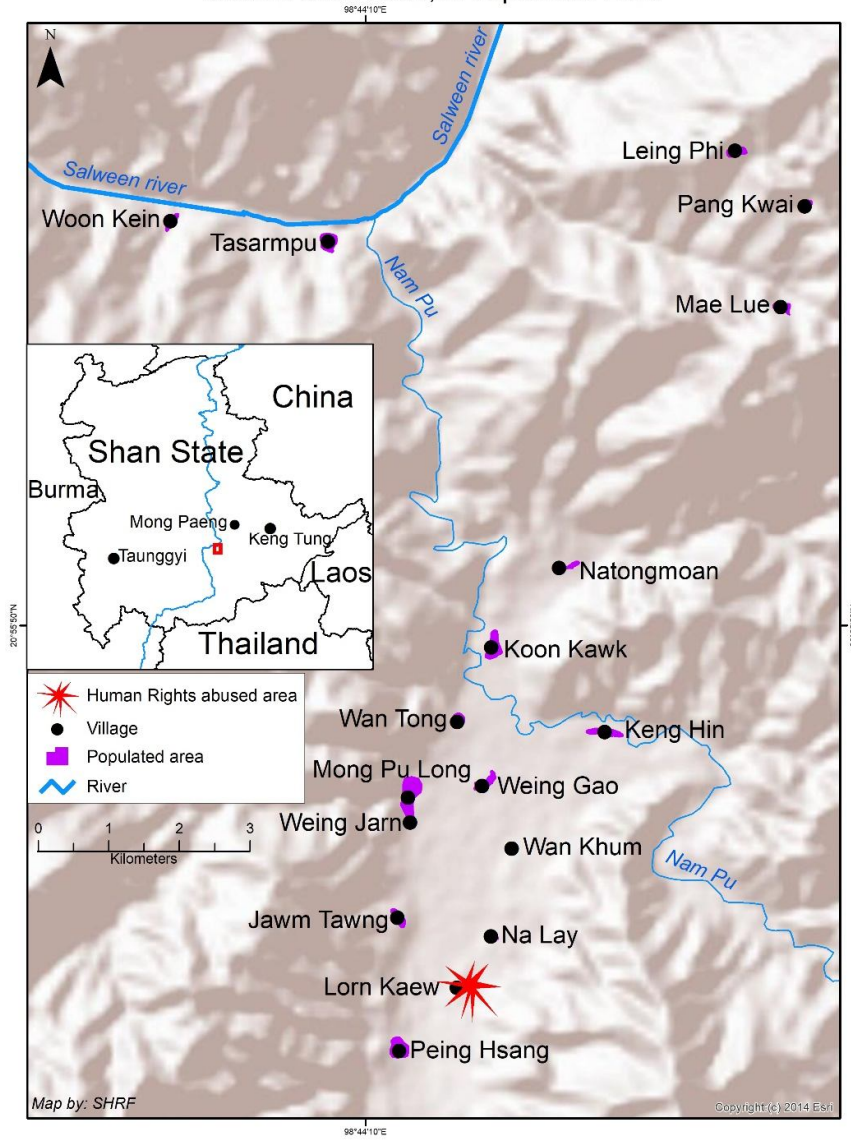 98°44'10"E
N
Salween river
Salween river
Leing Phi
Pang Kwai
Woon Kein
Tasarmpu
Nam Pu
Mae Lue
China
Shan State
Burma
Mong Paeng
Keng Tung
Taunggyi
Laos
Thailand
20°55'50"N
Natongmoan
Koon Kawk
Human Rights abused area
Village
Populated area
River
Wan Tong
Keng Hin
Mong Pu Long
Weing Gao
Weing Jarn
0 1 2 3
Kilometers
Wan Khum
Nam Pu
Jawm Tawng
Na Lay
Lorn Kaew
Peing Hsang
Map by: SHRF
Copyright:(c) 2014 Esri
98°44'10"E